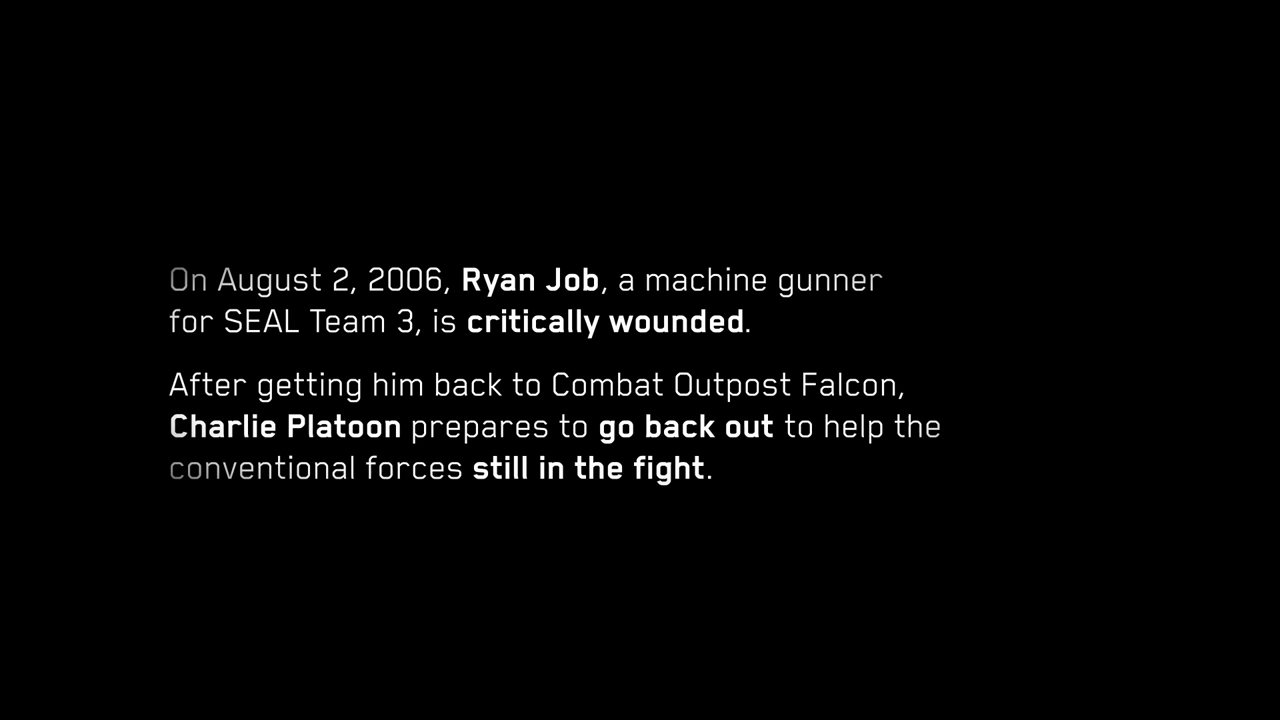 On August 2, 2006, Ryan Job, a machine gunner
for SEAL Team 3, is critically wounded.
After getting him back to Combat Outpost Falcon,
Charlie Platoon prepares to go back out to help the
conventional forces still in the fight.